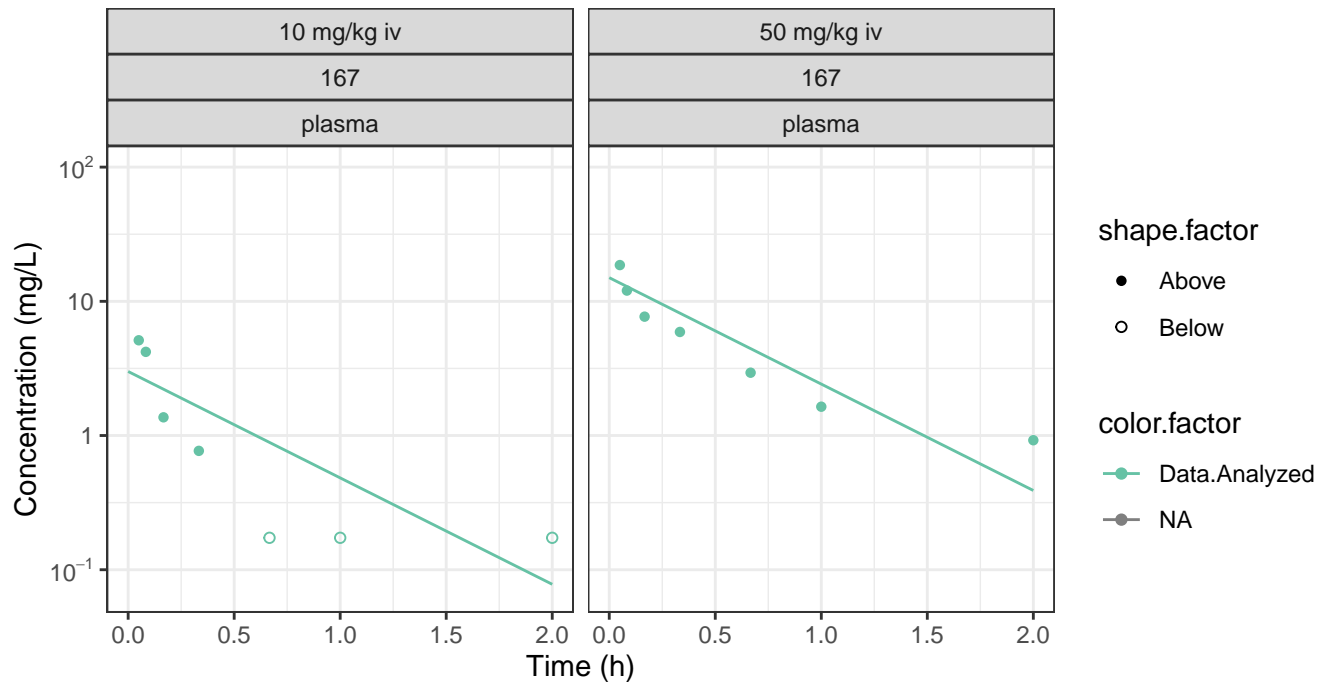 10 mg/kg iv
50 mg/kg iv
167
167
plasma
plasma
10²
10
1
10⁻¹
Concentration (mg/L)
0.0 0.5 1.0 1.5 2.0
0.0 0.5 1.0 1.5 2.0
Time (h)
shape.factor
Above
Below
color.factor
Data.Analyzed
NA